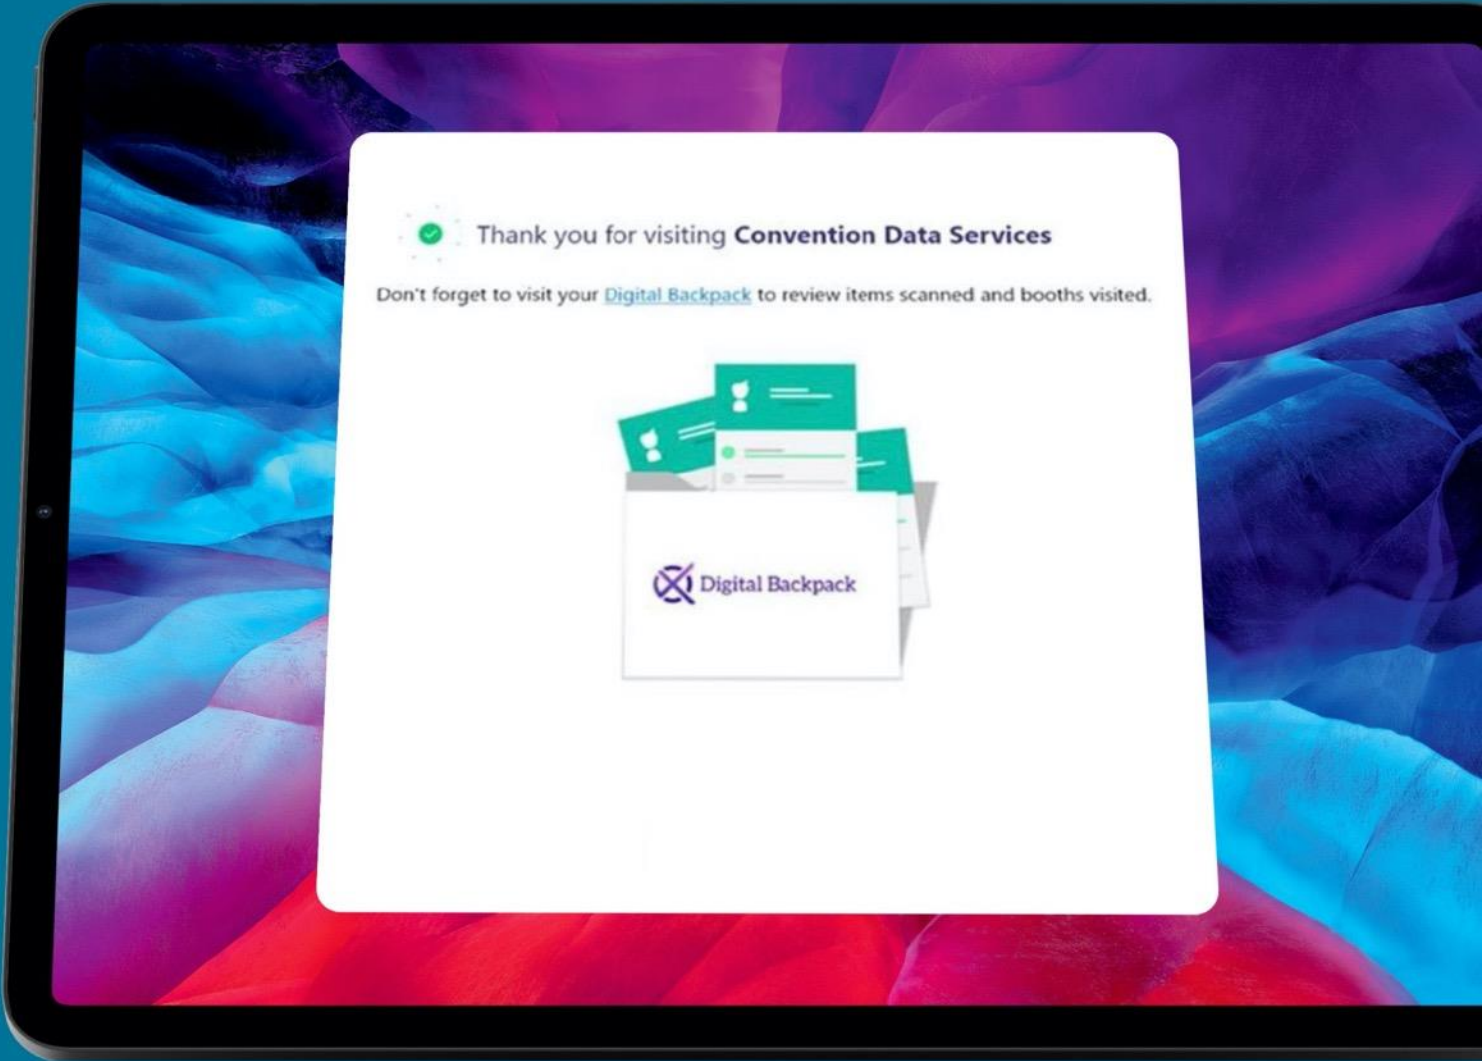 Thank you for visiting Convention Data Services
Don't forget to visit your Digital Backpack to review items scanned and booths visited.
Digital Backpack